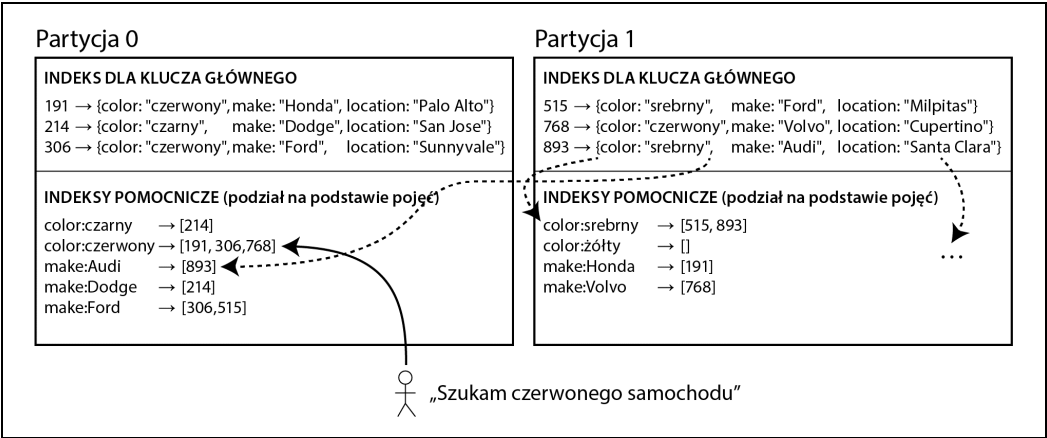 Partycja 0
INDEKS DLA KLUCZA GŁÓWNEGO
191 → {color: "czerwony", make: "Honda", location: "Palo Alto"}
214 → {color: "czarny", make: "Dodge", location: "San Jose"}
306 → {color: "czerwony", make: "Ford", location: "Sunnyvale"}
INDEKSY POMOCNICZE (podział na podstawie pojęć)
color:czarny → [214]
color:czerwony → [191, 306,768]
make:Audi → [893]
make:Dodge → [214]
make:Ford → [306,515]
Partycja 1
INDEKS DLA KLUCZA GŁÓWNEGO
515 → {color: "srebrny", make: "Ford", location: "Milpitas"}
768 → {color: "czerwony", make: "Volvo", location: "Cupertino"}
893 → {color: "srebrny", make: "Audi", location: "Santa Clara"}
INDEKSY POMOCNICZE (podział na podstawie pojęć)
color:srebrny → [515, 893]
color:żółty → []
make:Honda → [191]
make:Volvo → [768]
...
„Szukam czerwonego samochodu”